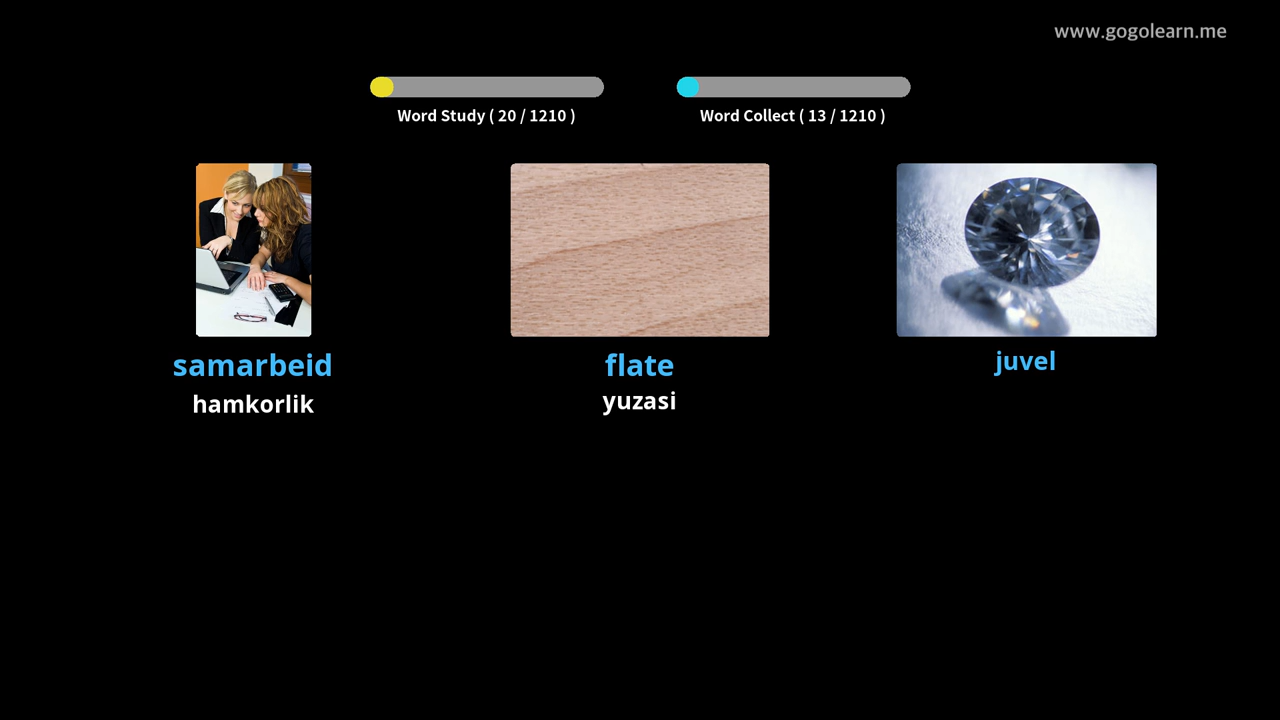 www.gogolearn.me
Word Study ( 20 / 1210 )
Word Collect ( 13 / 1210 )
samarbeid
hamkorlik
flate
yuzasi
juvel